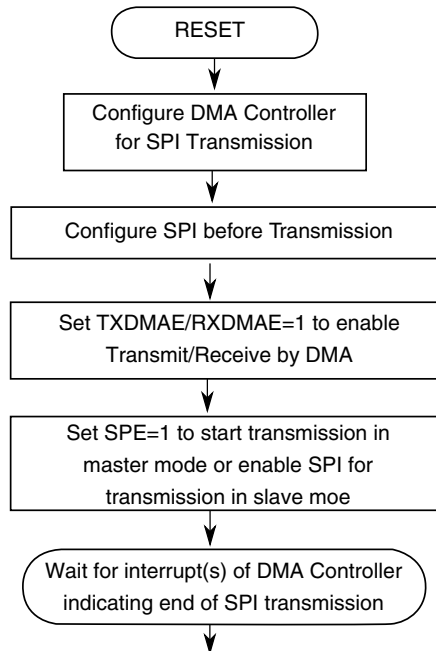 RESET
Configure DMA Controller
for SPI Transmission
Configure SPI before Transmission
Set TXDMAE/RXDMAE=1 to enable
Transmit/Receive by DMA
Set SPE=1 to start transmission in
master mode or enable SPI for
transmission in slave moe
Wait for interrupt(s) of DMA Controller
indicating end of SPI transmission